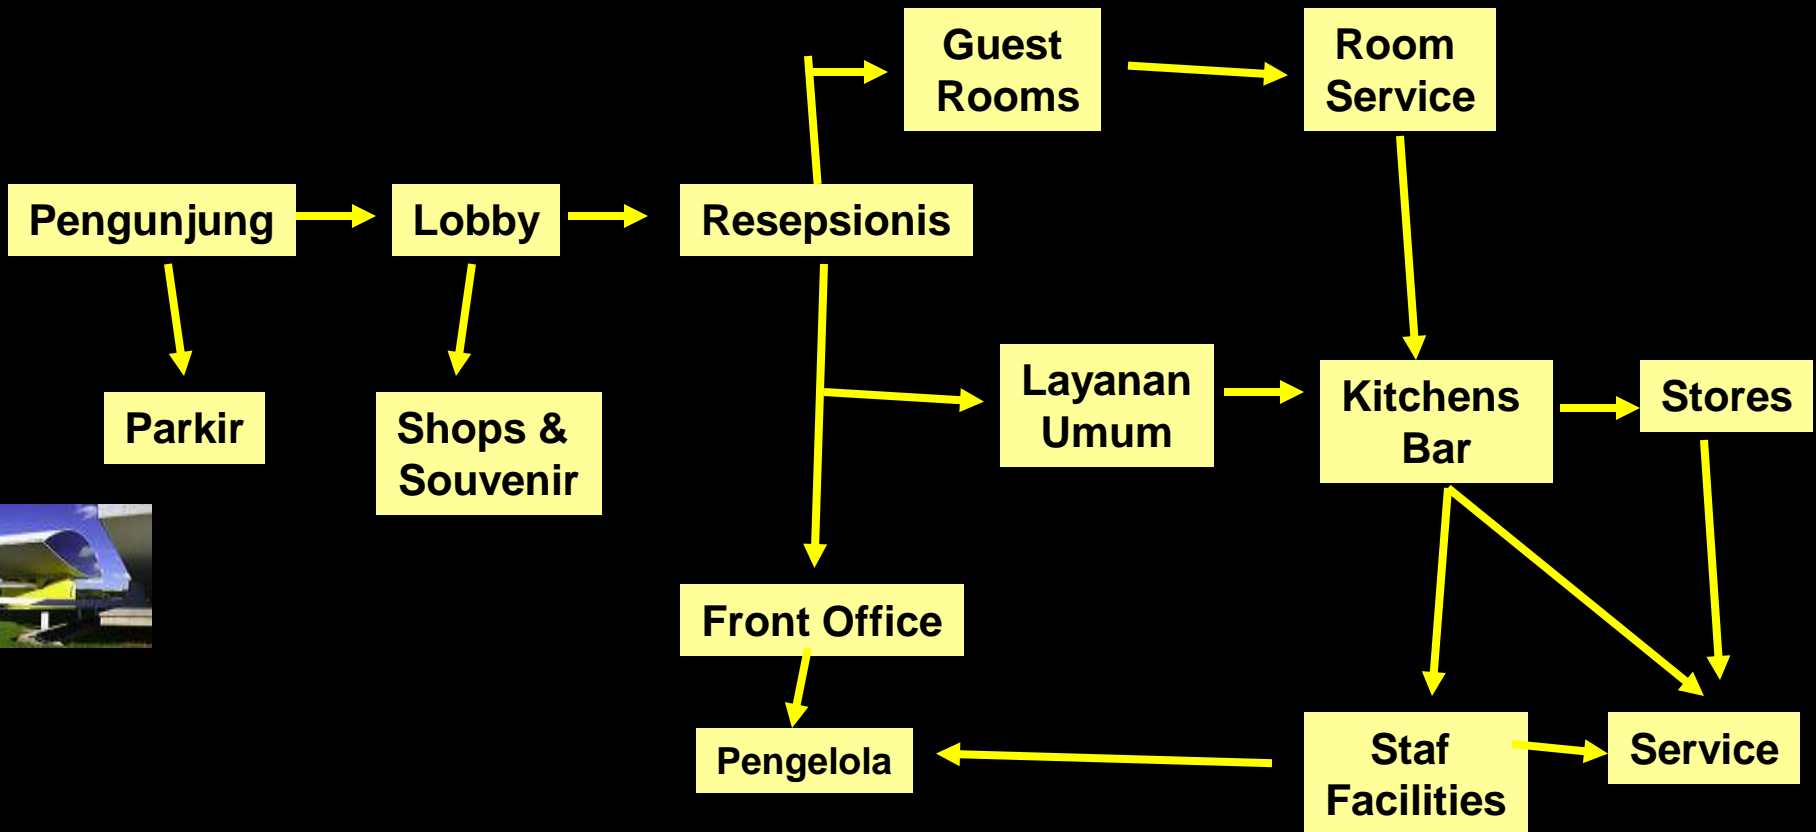 Guest
Rooms
Room
Service
Pengunjung
Lobby
Resepsionis
Layanan
Umum
Kitchens
Bar
Stores
Parkir
Shops &
Souvenir
Front Office
Pengelola
Staf
Facilities
Service